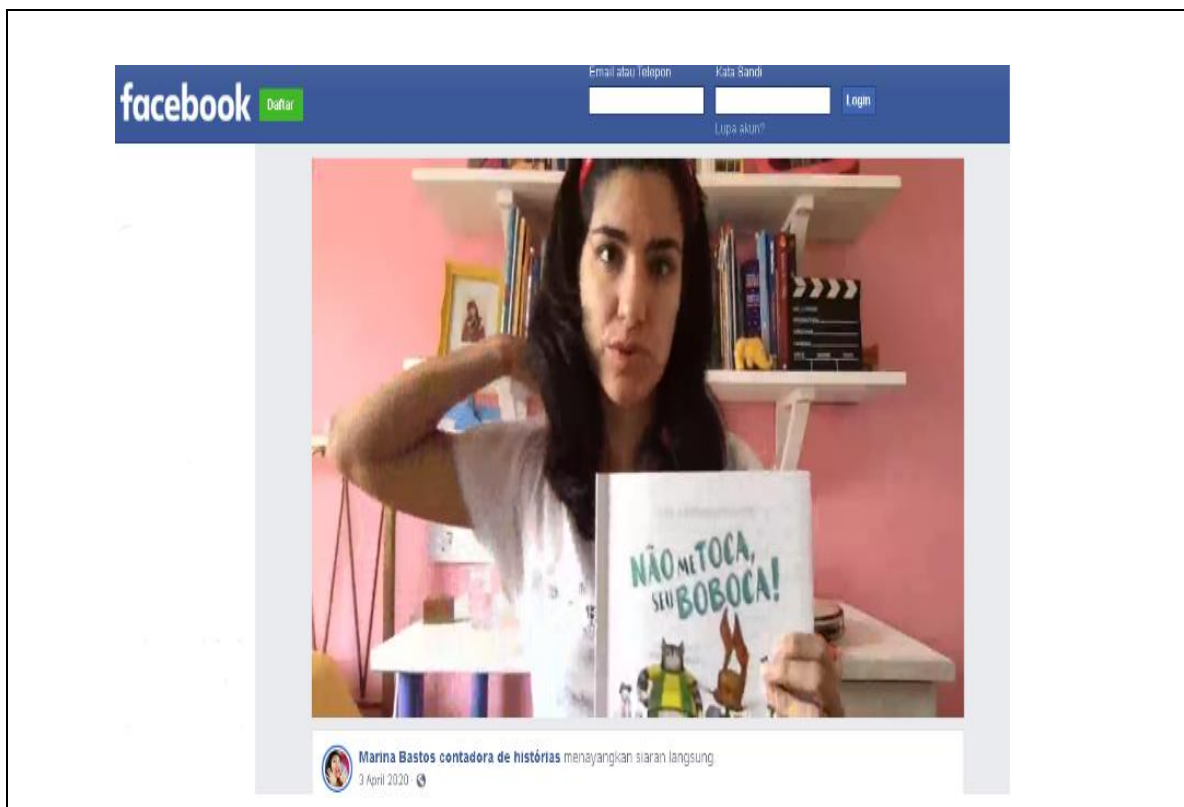 facebook
Daftar
Email atau Telepon
Kata Sandi
Login
Lupa akun?
NÃO ME TOCA,
SEU BOBOCA!
Marina Bastos contadora de histórias menayangkan siaran langsung.
3 April 2020